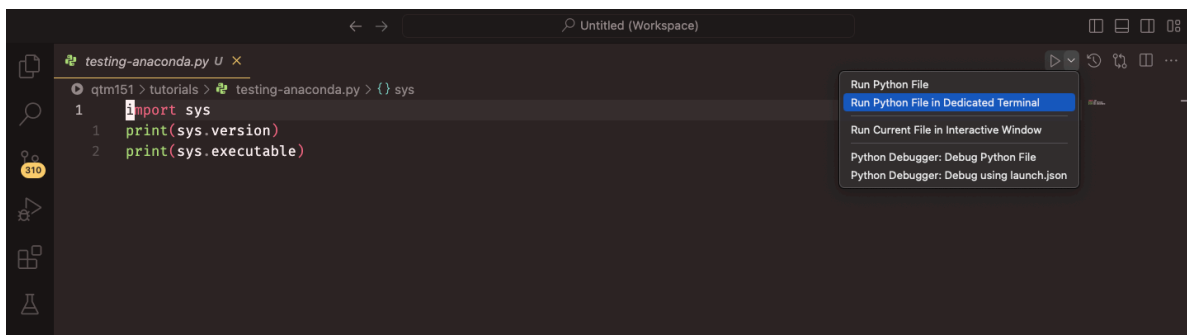 Untitled (Workspace)
testing-anaconda.py U
qtm151 > tutorials > testing-anaconda.py > {} sys
1 import sys
1 print(sys.version)
2 print(sys.executable)
310
Run Python File
Run Python File in Dedicated Terminal
Run Current File in Interactive Window
Python Debugger: Debug Python File
Python Debugger: Debug using launch.json